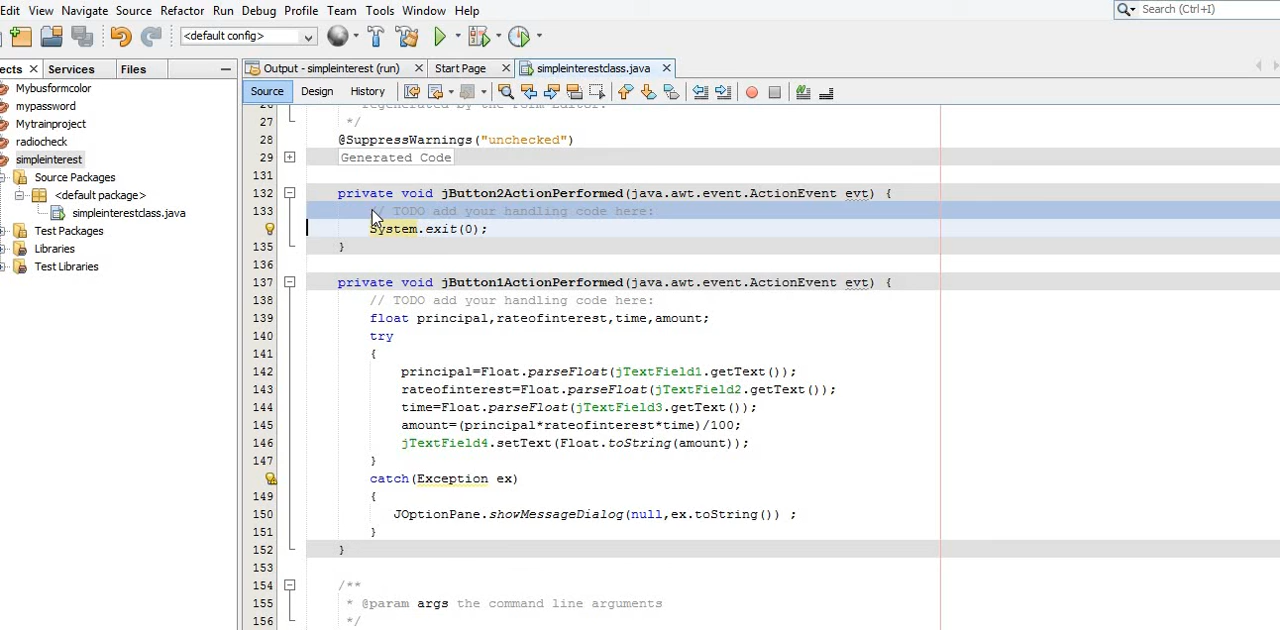 Edit View Navigate Source Refactor Run Debug Profile Team Tools Window Help
Search (Ctrl+I)
<default config>
ects Services Files
Output - simpleinterest (run) Start Page simpleinterestclass.java
Source Design History
Mybusformcolor
mypassword
Mytrainproject
radiocheck
simpleinterest
Source Packages
<default package>
simpleinterestclass.java
Test Packages
Libraries
Test Libraries
26 regenerated by the Form Editor.
27 */
28 @SuppressWarnings("unchecked")
29 Generated Code
131
132 private void jButton2ActionPerformed(java.awt.event.ActionEvent evt) {
133 // TODO add your handling code here:
System.exit(0);
135 }
136
137 private void jButton1ActionPerformed(java.awt.event.ActionEvent evt) {
138 // TODO add your handling code here:
139 float principal,rateofinterest,time,amount;
140 try
141 {
142 principal=Float.parseFloat(jTextField1.getText());
143 rateofinterest=Float.parseFloat(jTextField2.getText());
144 time=Float.parseFloat(jTextField3.getText());
145 amount=(principal*rateofinterest*time)/100;
146 jTextField4.setText(Float.toString(amount));
147 }
catch(Exception ex)
149 {
150 JOptionPane.showMessageDialog(null,ex.toString()) ;
151 }
152 }
153
154 /**
155 * @param args the command line arguments
156 */